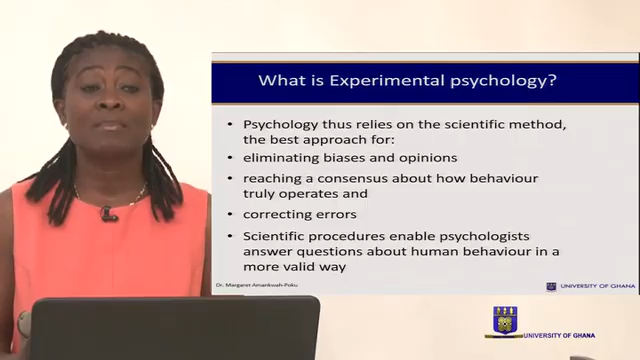 What is Experimental psychology?
• Psychology thus relies on the scientific method,
the best approach for:
• eliminating biases and opinions
• reaching a consensus about how behaviour
truly operates and
• correcting errors
• Scientific procedures enable psychologists
answer questions about human behaviour in a
more valid way
Dr. Margaret Amankwah-Poku
UNIVERSITY OF GHANA
UNIVERSITY OF GHANA